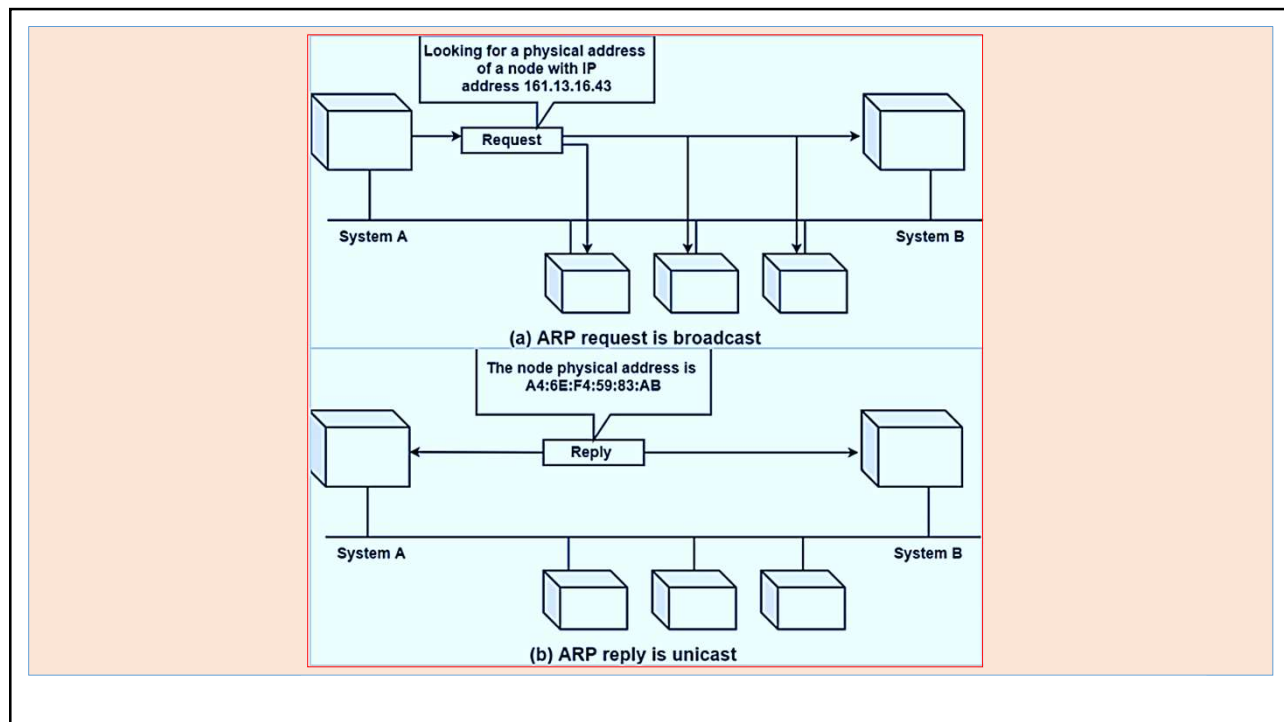 Looking for a physical address
of a node with IP
address 161.13.16.43
Request
System A
System B
(a) ARP request is broadcast
The node physical address is
A4:6E:F4:59:83:AB
Reply
System A
System B
(b) ARP reply is unicast